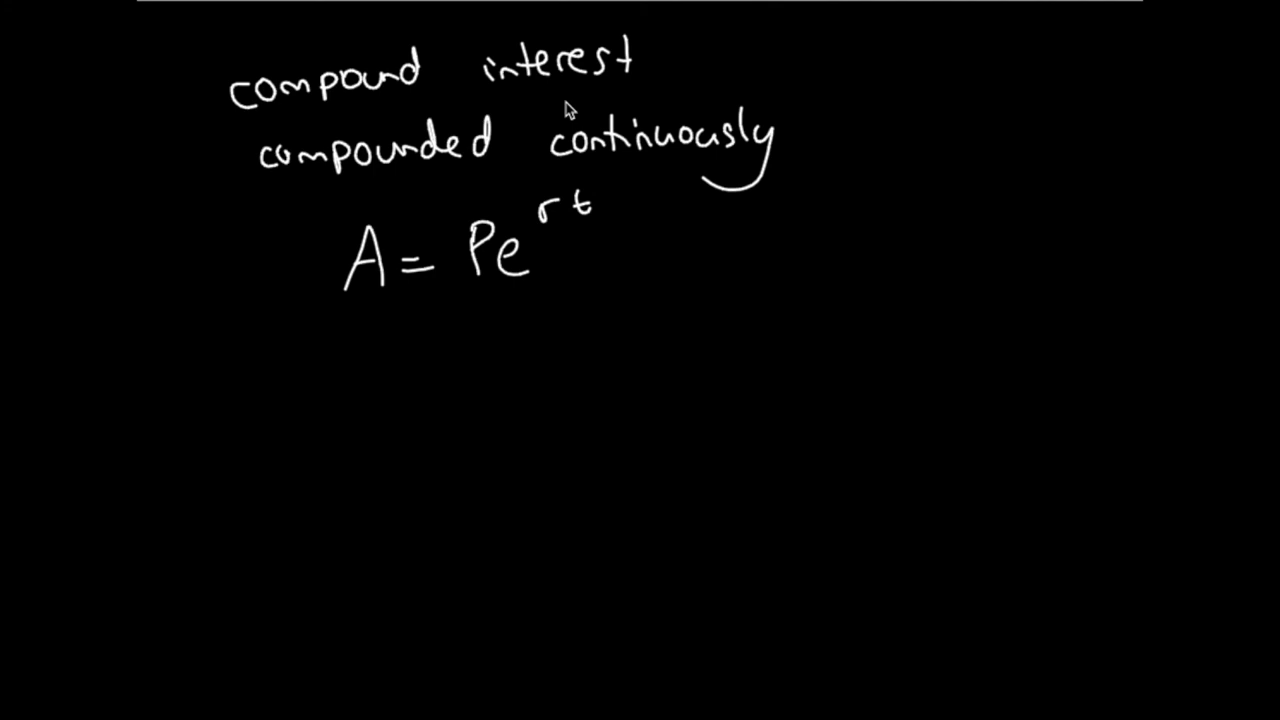 compound interest
compounded continuously
A = Pe^{rt}